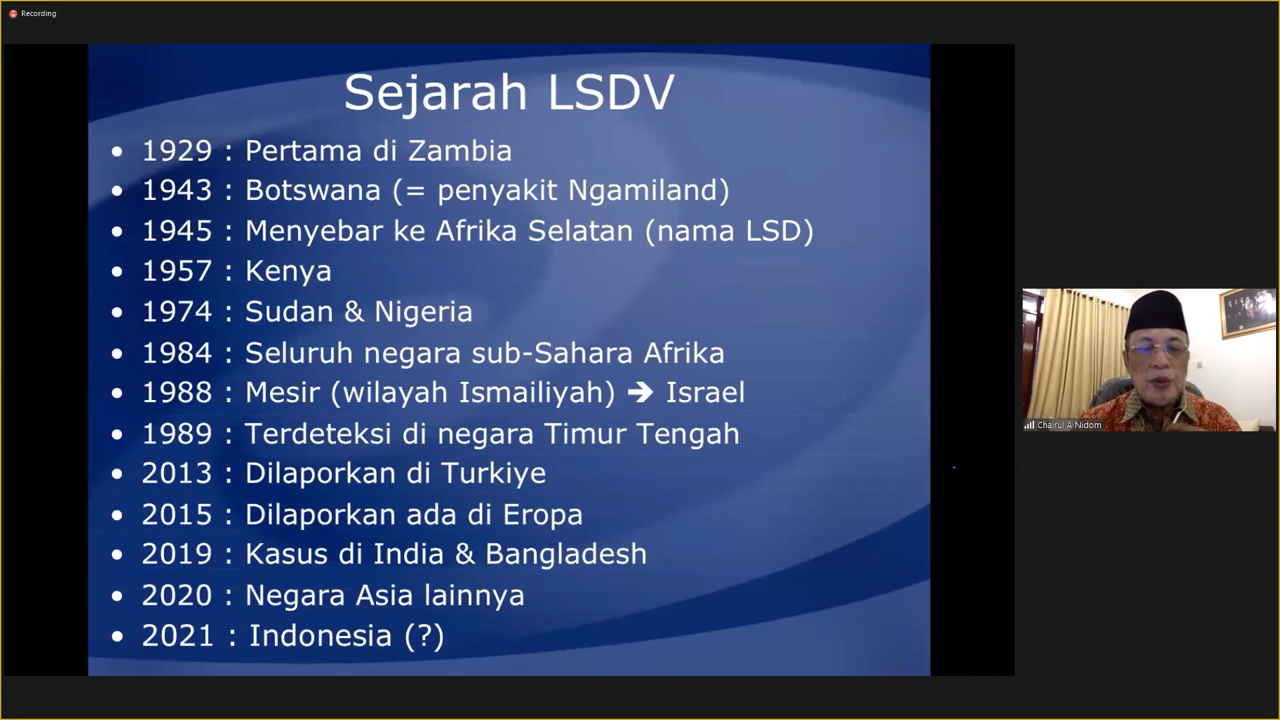 Recording
Sejarah LSDV
• 1929 : Pertama di Zambia
• 1943 : Botswana (= penyakit Ngamiland)
• 1945 : Menyebar ke Afrika Selatan (nama LSD)
• 1957 : Kenya
• 1974 : Sudan & Nigeria
• 1984 : Seluruh negara sub-Sahara Afrika
• 1988 : Mesir (wilayah Ismailiyah) ➔ Israel
• 1989 : Terdeteksi di negara Timur Tengah
• 2013 : Dilaporkan di Turkiye
• 2015 : Dilaporkan ada di Eropa
• 2019 : Kasus di India & Bangladesh
• 2020 : Negara Asia lainnya
• 2021 : Indonesia (?)
Chairul A Nidom